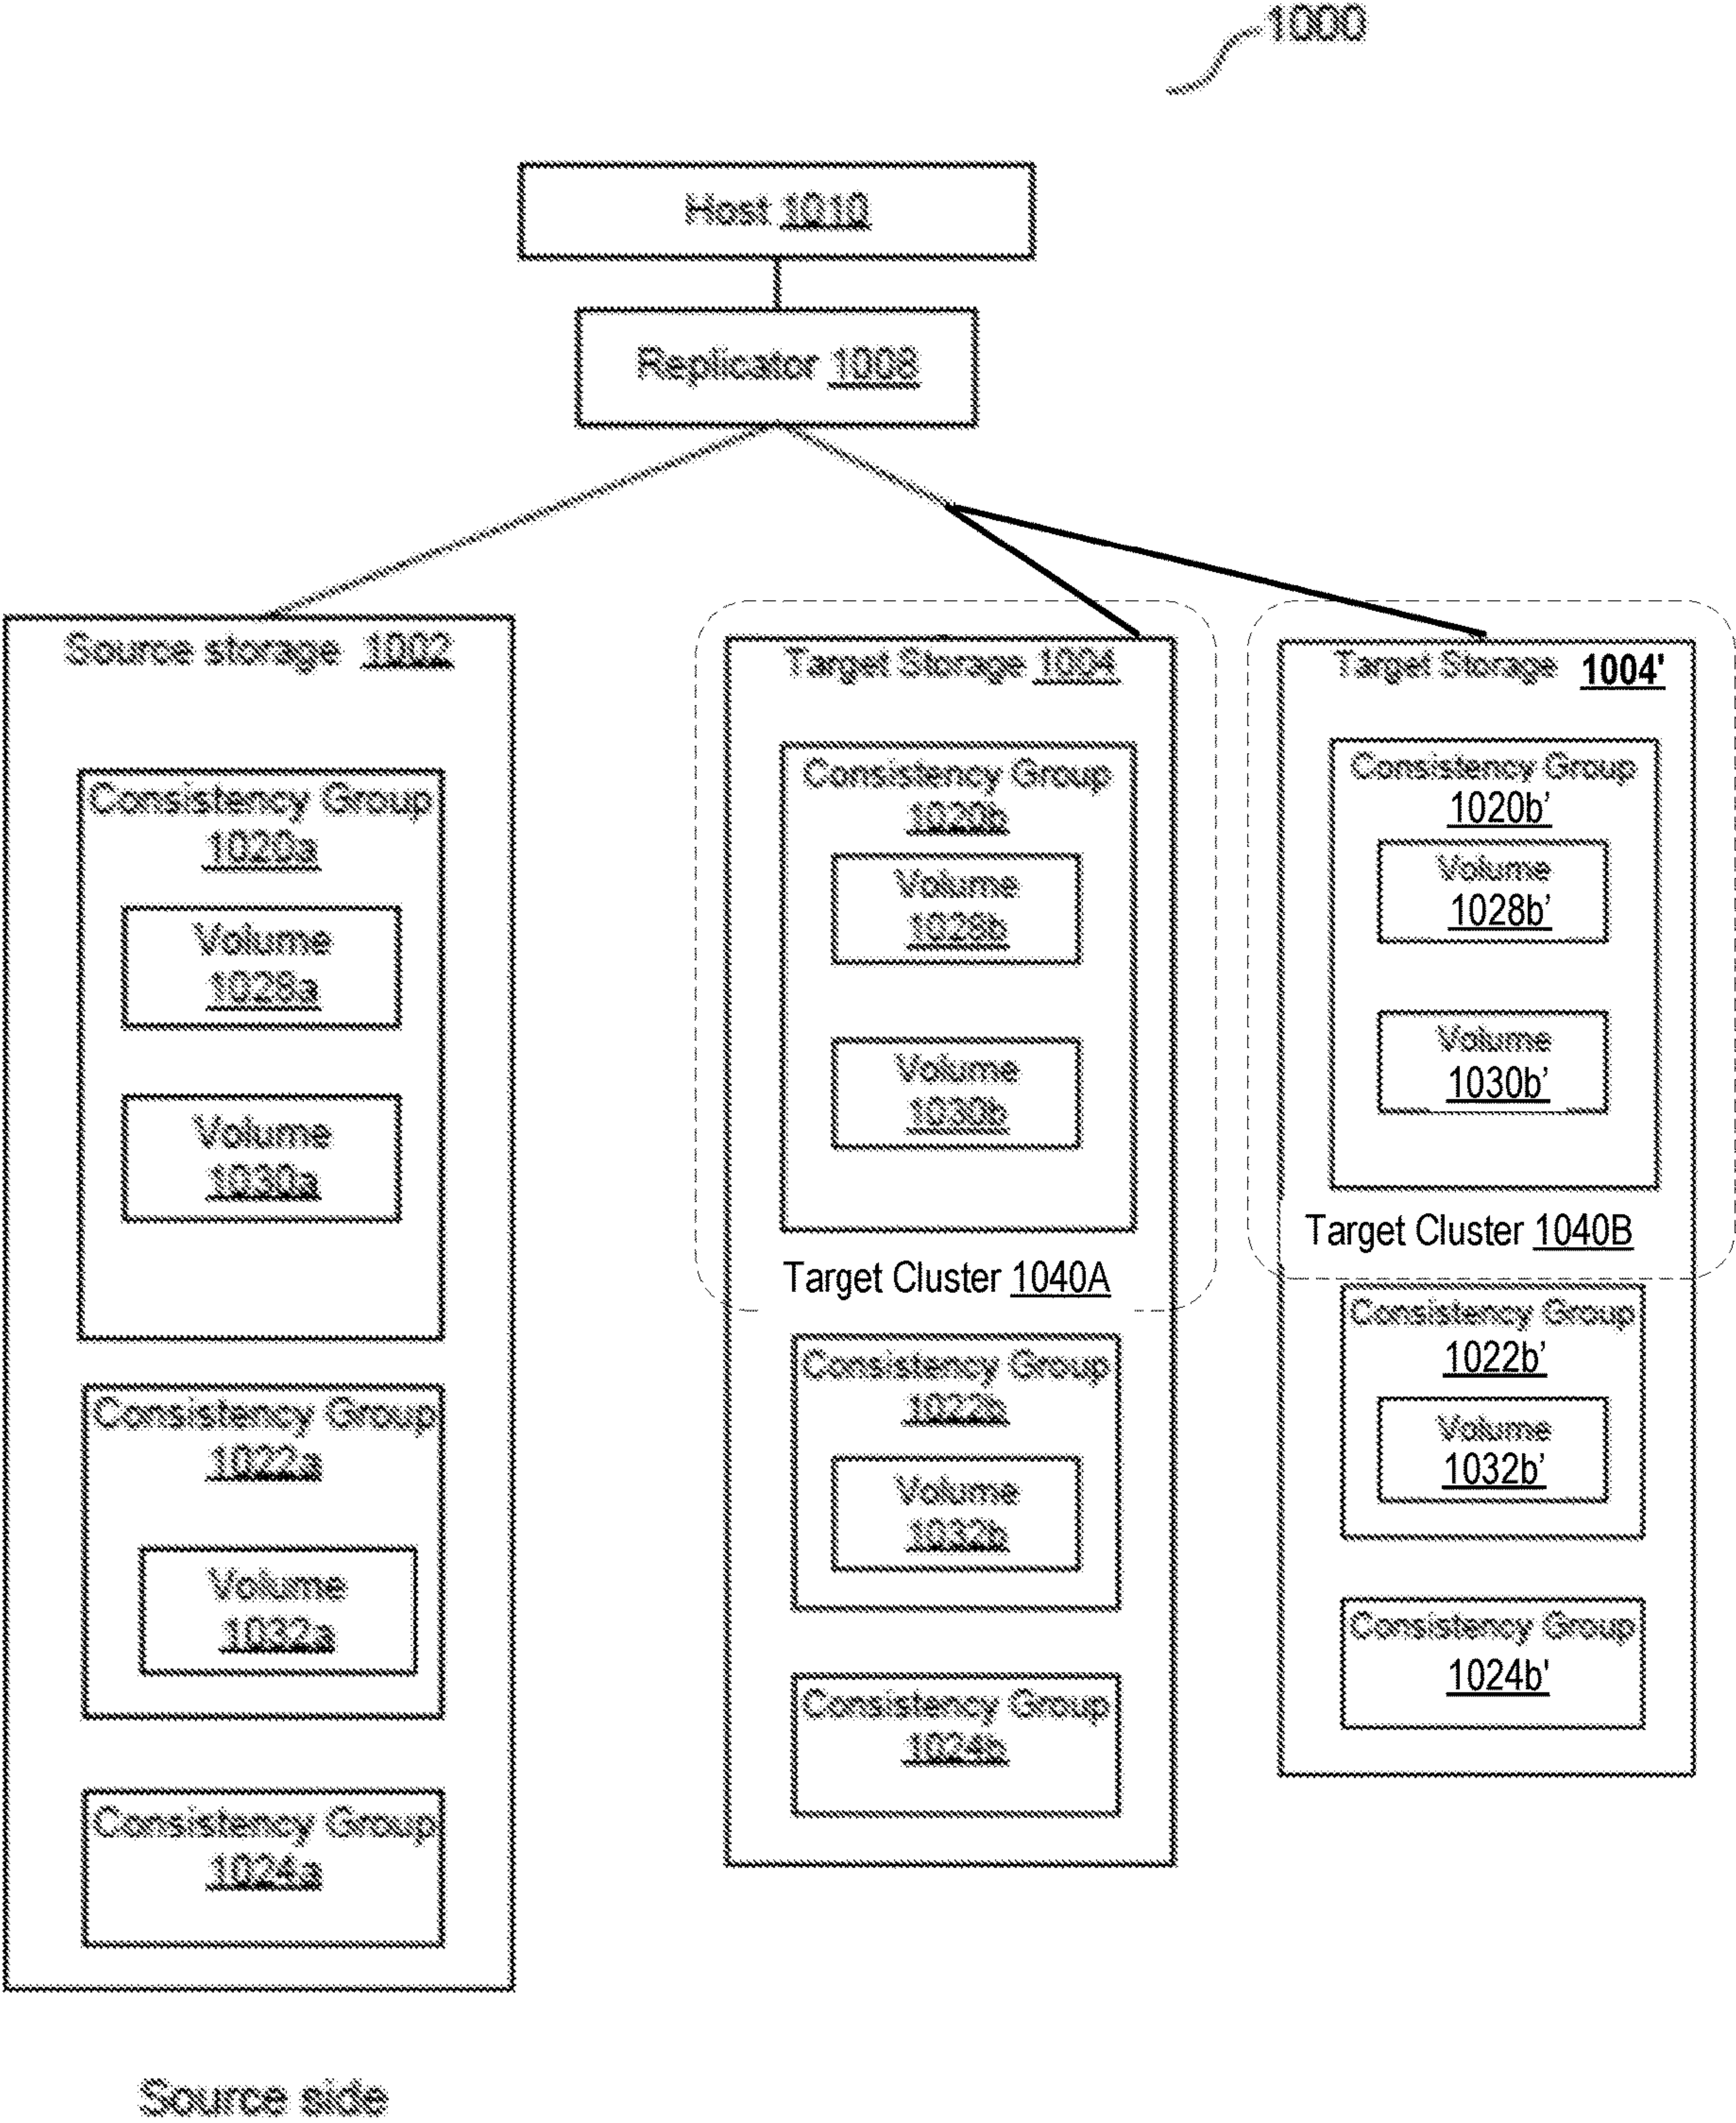 1000
Host 1010
Replicator 1008
Source storage 1002
Consistency Group
1020a
Volume
1028a
Volume
1030a
Consistency Group
1022a
Volume
1032a
Consistency Group
1024a
Source side
Target Storage 1004
Consistency Group
1020b
Volume
1028b
Volume
1030b
Target Cluster 1040A
Consistency Group
1022b
Volume
1032b
Consistency Group
1024b
Target Storage 1004'
Consistency Group
1020b’
Volume
1028b’
Volume
1030b’
Target Cluster 1040B
Consistency Group
1022b’
Volume
1032b’
Consistency Group
1024b'